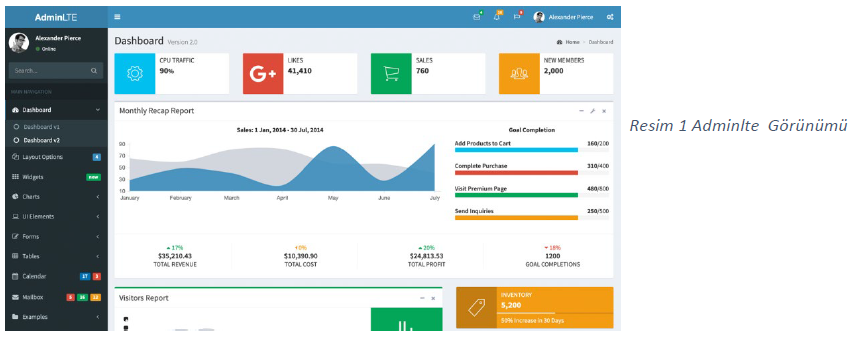 AdminLTE
Alexander Pierce
Alexander Pierce
Online
Search...
MAIN NAVIGATION
Dashboard
Dashboard v1
Dashboard v2
Layout Options 4
Widgets new
Charts
UI Elements
Forms
Tables
Calender 17 3
Mailbox
Examples
Dashboard Version 2.0
Home > Dashboard
CPU TRAFFIC
90%
G+
LIKES
41,410
SALES
760
NEW MEMBERS
2,000
Monthly Recap Report
Sales: 1 Jan, 2014 - 30 Jul, 2014
90
70
50
30
10
January February March April May June July
Goal Completion
Add Products to Cart 160/200
Complete Purchase 310/400
Visit Premium Page 480/800
Send Inquiries 250/500
17%
$35,210.43
TOTAL REVENUE
0%
$10,390.90
TOTAL COST
20%
$24,813.53
TOTAL PROFIT
18%
1200
GOAL COMPLETIONS
Visitors Report
INVENTORY
5,200
50% Increase in 30 Days
Resim 1 Adminlte Görünümü